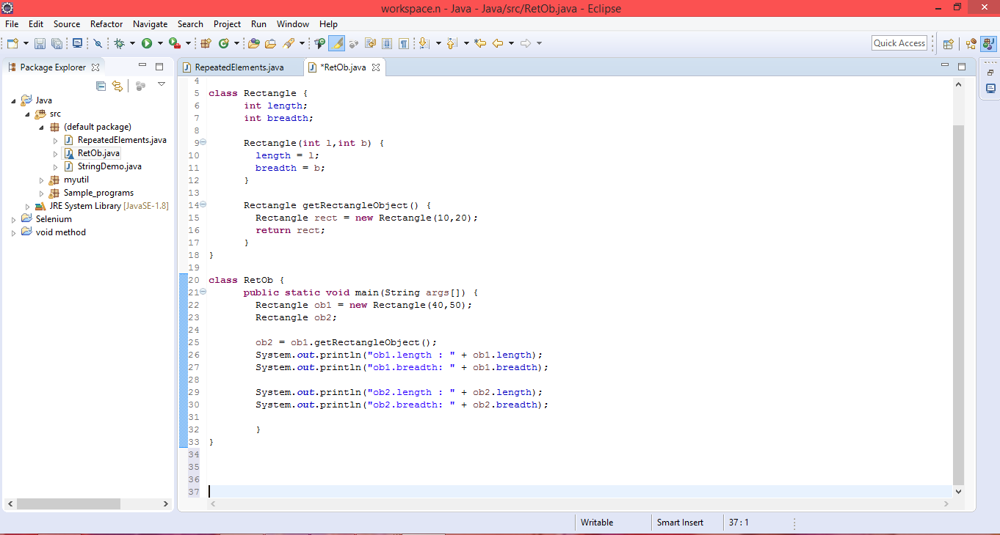 workspace.n - Java - Java/src/RetOb.java - Eclipse
File Edit Source Refactor Navigate Search Project Run Window Help
Quick Access
Package Explorer
Java
src
(default package)
RepeatedElements.java
RetOb.java
StringDemo.java
myutil
Sample_programs
JRE System Library [JavaSE-1.8]
Selenium
void method
RepeatedElements.java *RetOb.java
4
5 class Rectangle {
6 int length;
7 int breadth;
8
9 Rectangle(int l,int b) {
10 length = l;
11 breadth = b;
12 }
13
14 Rectangle getRectangleObject() {
15 Rectangle rect = new Rectangle(10,20);
16 return rect;
17 }
18 }
19
20 class RetOb {
21 public static void main(String args[]) {
22 Rectangle ob1 = new Rectangle(40,50);
23 Rectangle ob2;
24
25 ob2 = ob1.getRectangleObject();
26 System.out.println("ob1.length : " + ob1.length);
27 System.out.println("ob1.breadth: " + ob1.breadth);
28
29 System.out.println("ob2.length : " + ob2.length);
30 System.out.println("ob2.breadth: " + ob2.breadth);
31
32 }
33 }
34
35
36
37
Writable Smart Insert 37 : 1